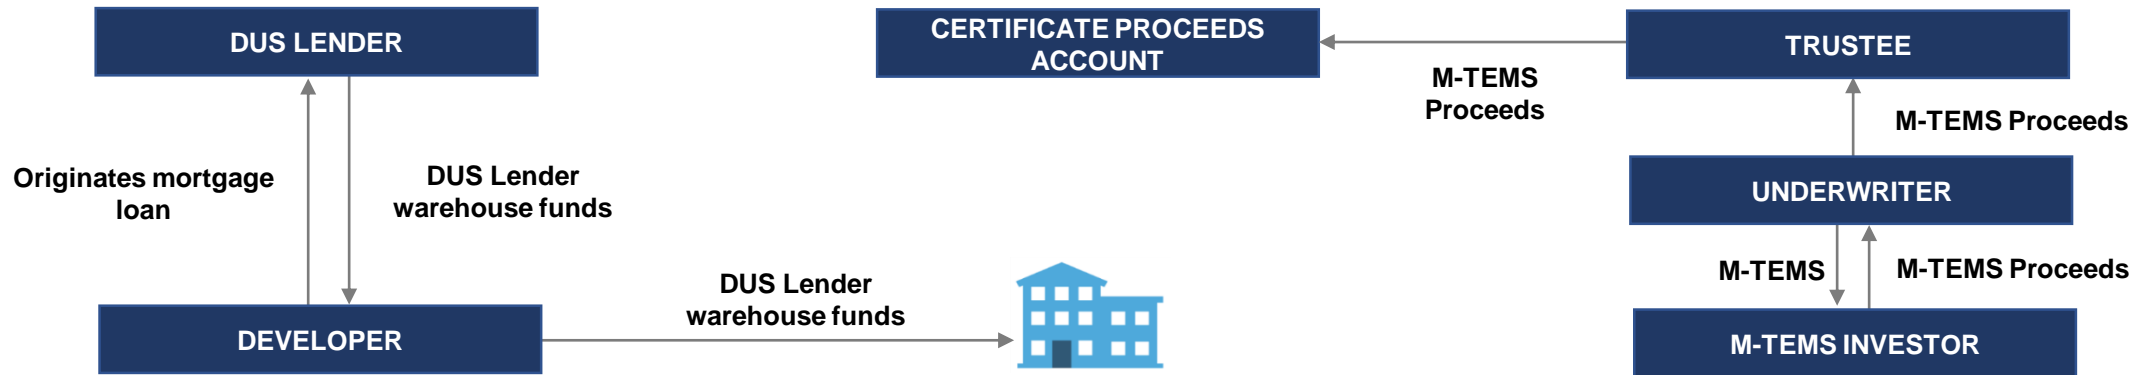 DUS LENDER
CERTIFICATE PROCEEDS
ACCOUNT
TRUSTEE
M-TEMS
Proceeds
M-TEMS Proceeds
Originates mortgage
loan
DUS Lender
warehouse funds
UNDERWRITER
M-TEMS
M-TEMS Proceeds
DUS Lender
warehouse funds
DEVELOPER
M-TEMS INVESTOR